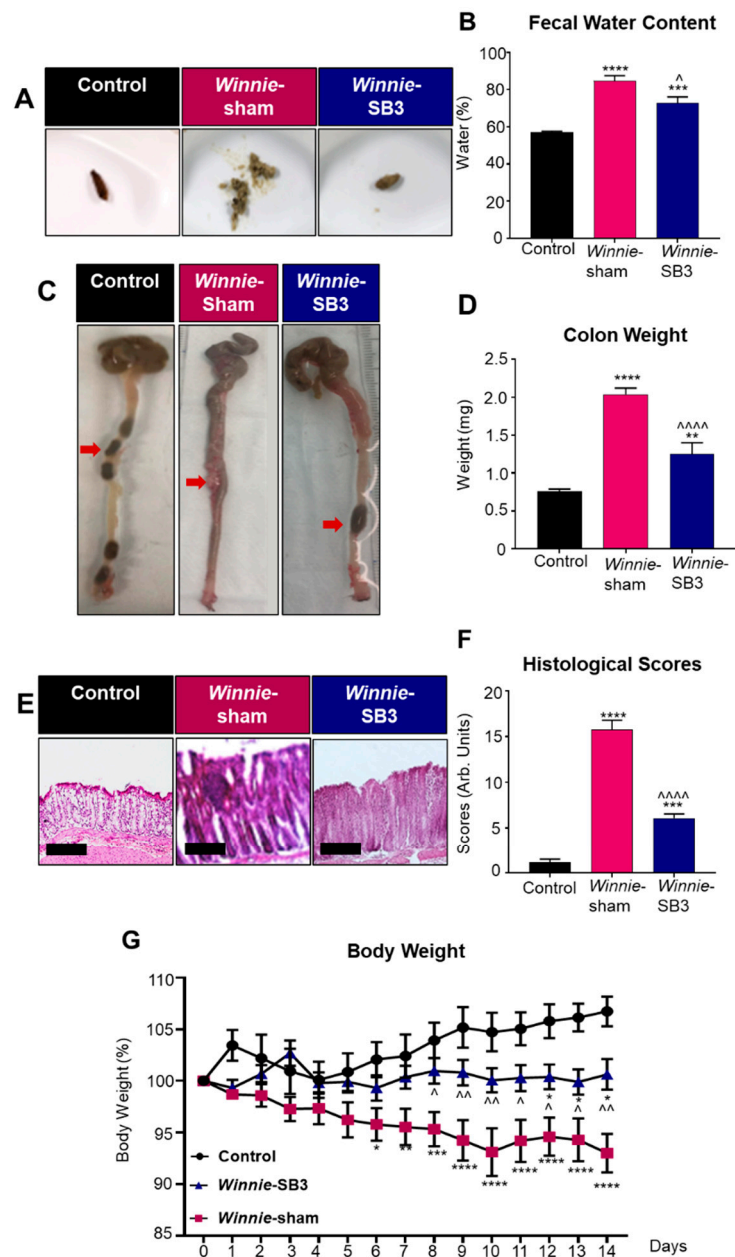 A
Control
Winnie-
sham
Winnie-
SB3
B
Fecal Water Content
Water (%)
100
80
60
40
20
0
****
^
***
Control
Winnie-
sham
Winnie-
SB3
C
Control
Winnie-
Sham
Winnie-
SB3
D
Colon Weight
Weight (mg)
2.5
2.0
1.5
1.0
0.5
0.0
****
^^^^
**
Control
Winnie-
sham
Winnie-
SB3
E
Control
Winnie-
sham
Winnie-
SB3
F
Histological Scores
Scores (Arb. Units)
20
15
10
5
0
****
^^^^
***
Control
Winnie-
sham
Winnie-
SB3
G
Body Weight
Body Weight (%)
110
105
100
95
90
85
^ ^^ ^^ ^ * * *
^ ^ ^^
* ** *** **** **** **** **** **** ****
Control
Winnie-SB3
Winnie-sham
0 1 2 3 4 5 6 7 8 9 10 11 12 13 14 Days